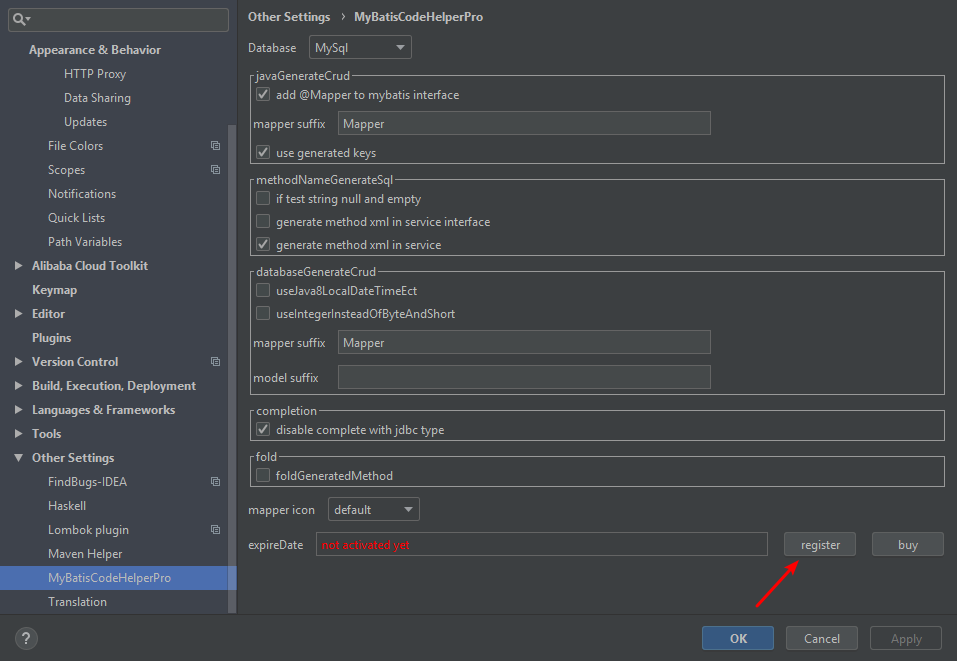 Appearance & Behavior
HTTP Proxy
Data Sharing
Updates
File Colors
Scopes
Notifications
Quick Lists
Path Variables
Alibaba Cloud Toolkit
Keymap
Editor
Plugins
Version Control
Build, Execution, Deployment
Languages & Frameworks
Tools
Other Settings
FindBugs-IDEA
Haskell
Lombok plugin
Maven Helper
MyBatisCodeHelperPro
Translation
Other Settings › MyBatisCodeHelperPro
Database MySql
javaGenerateCrud
add @Mapper to mybatis interface
mapper suffix Mapper
use generated keys
methodNameGenerateSql
if test string null and empty
generate method xml in service interface
generate method xml in service
databaseGenerateCrud
useJava8LocalDateTimeEct
useIntegerInsteadOfByteAndShort
mapper suffix Mapper
model suffix
completion
disable complete with jdbc type
fold
foldGeneratedMethod
mapper icon default
expireDate not activated yet register buy
? OK Cancel Apply